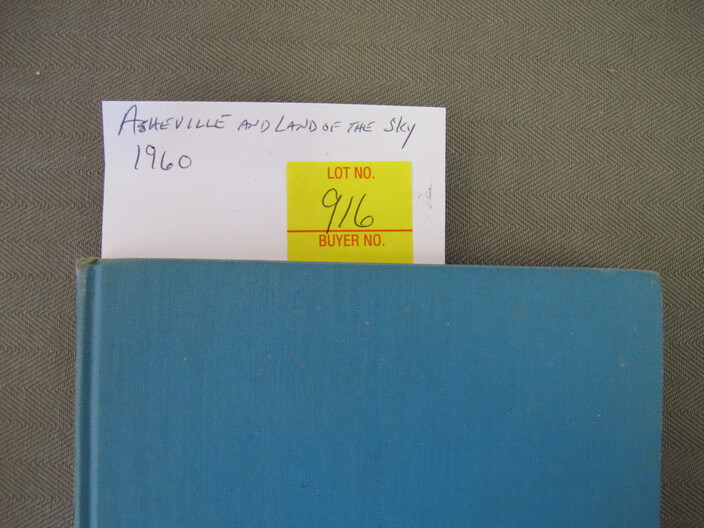 Asheville and Land of the Sky
1960
LOT NO.
916
BUYER NO.